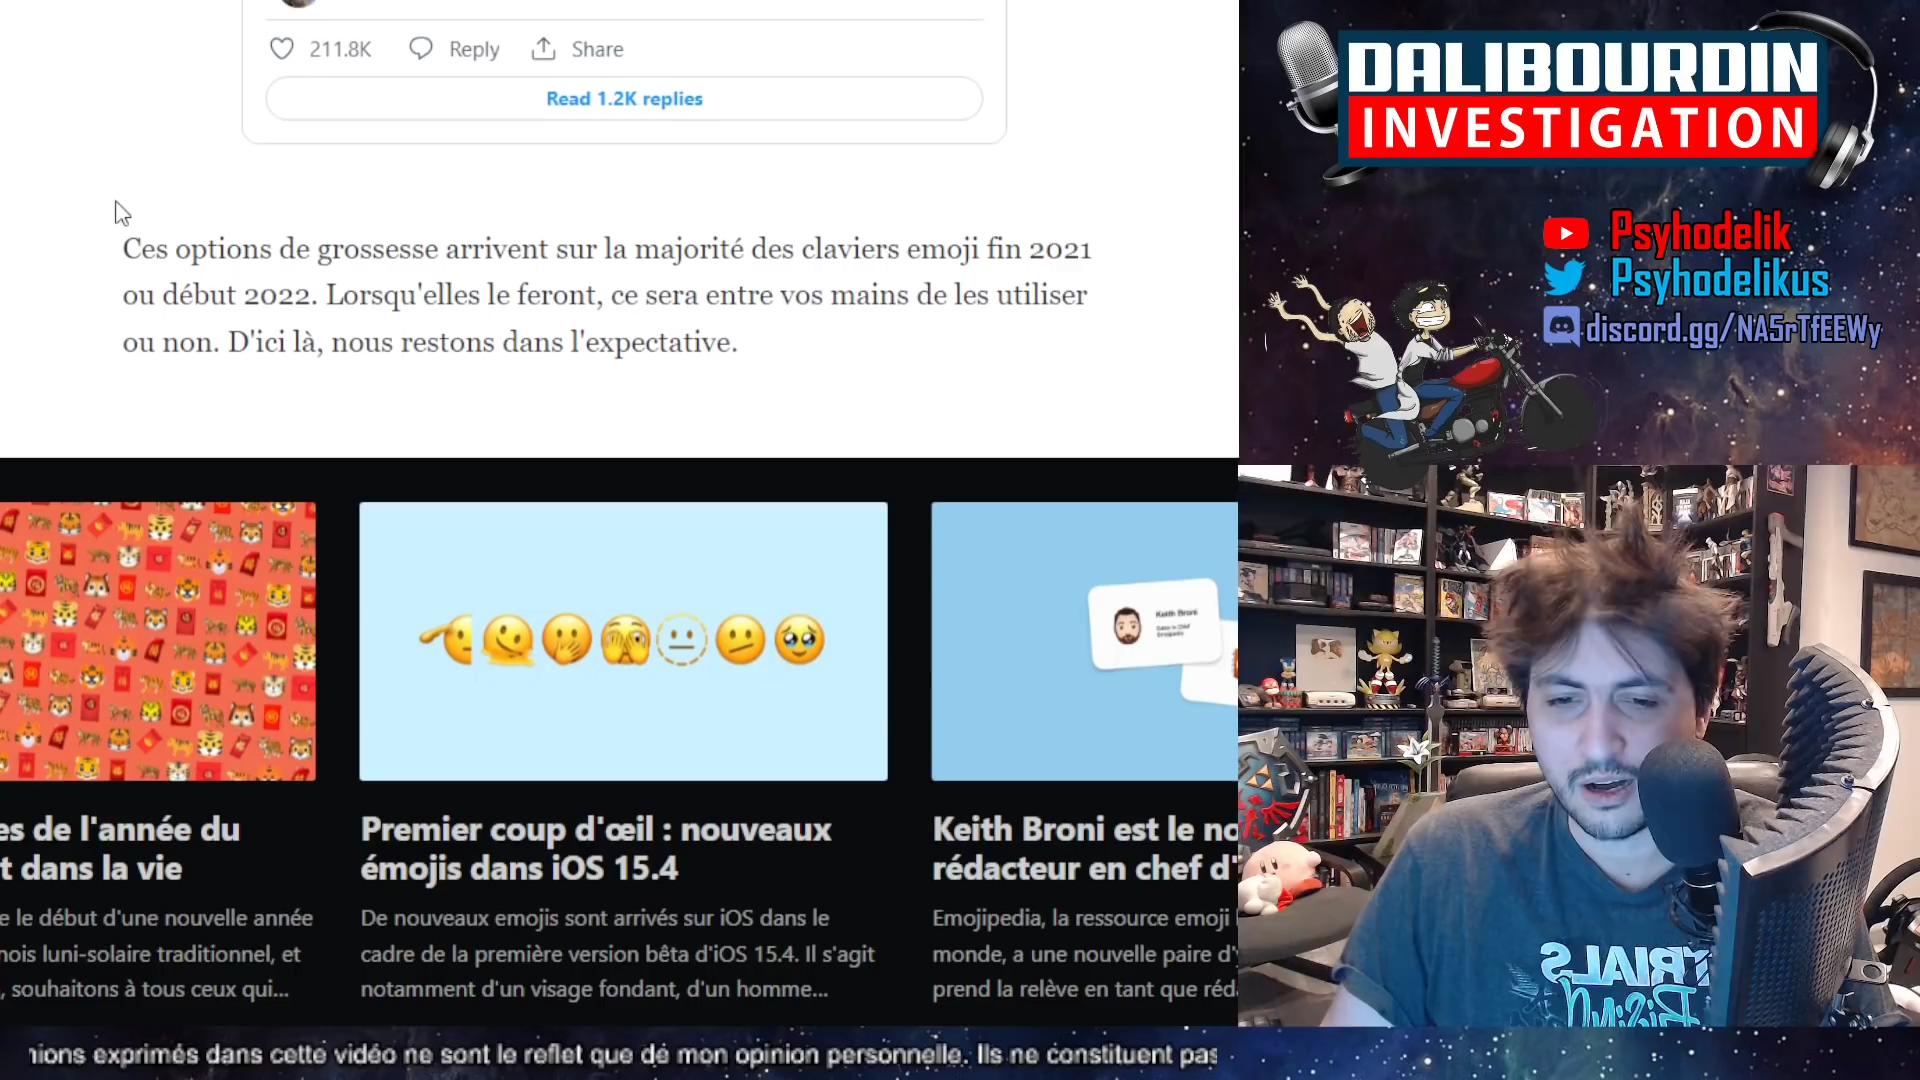 211.8K Reply Share
Read 1.2K replies
Ces options de grossesse arrivent sur la majorité des claviers emoji fin 2021
ou début 2022. Lorsqu'elles le feront, ce sera entre vos mains de les utiliser
ou non. D'ici là, nous restons dans l'expectative.
es de l'année du
t dans la vie
e le début d'une nouvelle année
nois luni-solaire traditionnel, et
, souhaitons à tous ceux qui...
Premier coup d'œil : nouveaux
émojis dans iOS 15.4
De nouveaux emojis sont arrivés sur iOS dans le
cadre de la première version bêta d'iOS 15.4. Il s'agit
notamment d'un visage fondant, d'un homme...
Keith Broni
Keith Broni est le no
rédacteur en chef d'
Emojipedia, la ressource emoji
monde, a une nouvelle paire d'
prend la relève en tant que réd
DALIBOURDIN
INVESTIGATION
Psyhodelik
Psyhodelikus
discord.gg/NA5rTfEEWy
TRIALS
RISING
nions exprimés dans cette vidéo ne sont le reflet que de mon opinion personnelle. Ils ne constituent pas